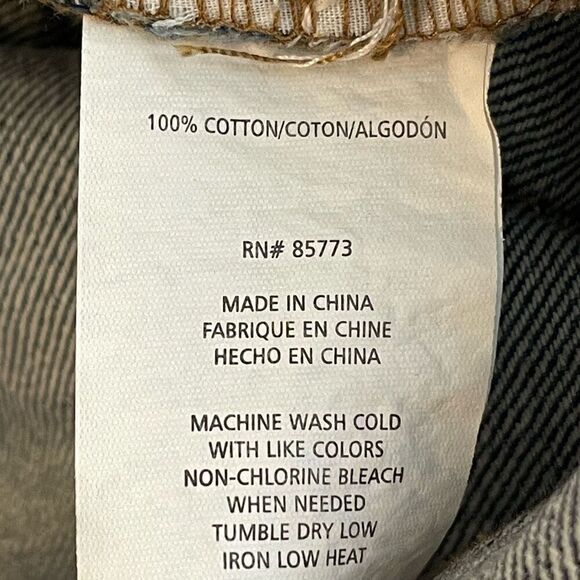 100% COTTON/COTON/ALGODÓN
RN# 85773
MADE IN CHINA
FABRIQUE EN CHINE
HECHO EN CHINA
MACHINE WASH COLD
WITH LIKE COLORS
NON-CHLORINE BLEACH
WHEN NEEDED
TUMBLE DRY LOW
IRON LOW HEAT